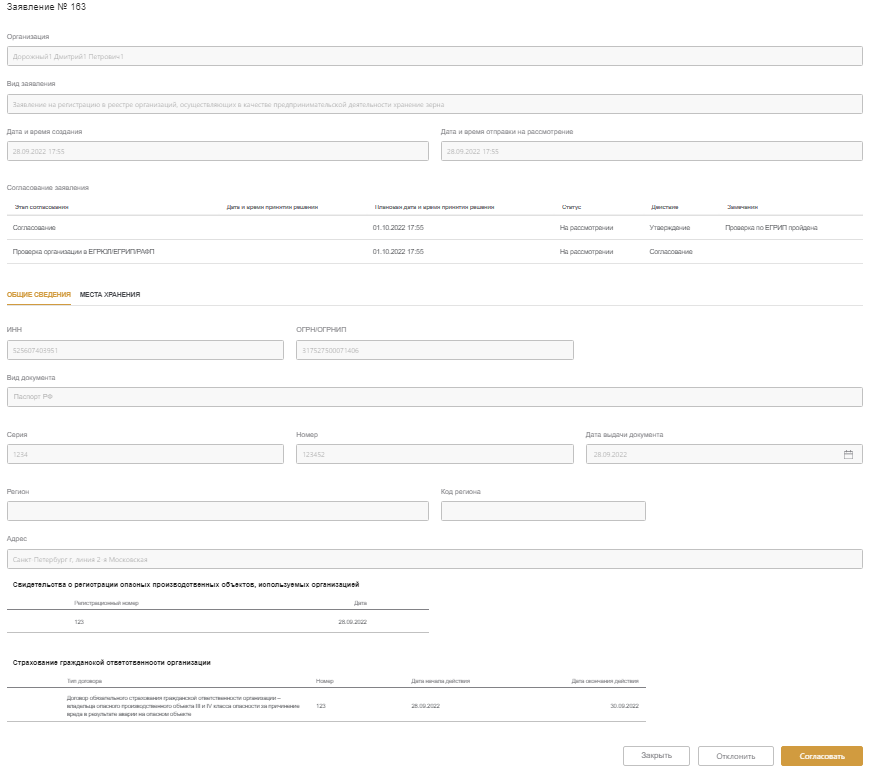 Заявление № 163
Организация
Дорожный1 Дмитрий1 Петрович1
Вид заявления
Заявление на регистрацию в реестре организаций, осуществляющих в качестве предпринимательской деятельности хранение зерна
Дата и время создания Дата и время отправки на рассмотрение
28.09.2022 17:55 28.09.2022 17:55
Согласование заявления
Этап согласования Дата и время принятия решения Плановая дата и время принятия решения Статус Действие Замечания
Согласование 01.10.2022 17:55 На рассмотрении Утверждение Проверка по ЕГРИП пройдена
Проверка организации в ЕГРЮЛ/ЕГРИП/РАФП 01.10.2022 17:55 На рассмотрении Согласование
ОБЩИЕ СВЕДЕНИЯ МЕСТА ХРАНЕНИЯ
ИНН ОГРН/ОГРНИП
525607403951 317527500071406
Вид документа
Паспорт РФ
Серия Номер Дата выдачи документа
1234 123452 28.09.2022
Регион Код региона
Адрес
Санкт Петербург г, линия 2-я Московская
Свидетельства о регистрации опасных производственных объектов, используемых организацией
Регистрационный номер Дата
123 28.09.2022
Страхование гражданской ответственности организации
Тип договора Номер Дата начала действия Дата окончания действия
Договор обязательного страхования гражданской ответственности организации –
владельца опасного производственного объекта III и IV класса опасности за причинение
вреда в результате аварии на опасном объекте
123 28.09.2022 30.09.2022
Закрыть Отклонить Согласовать